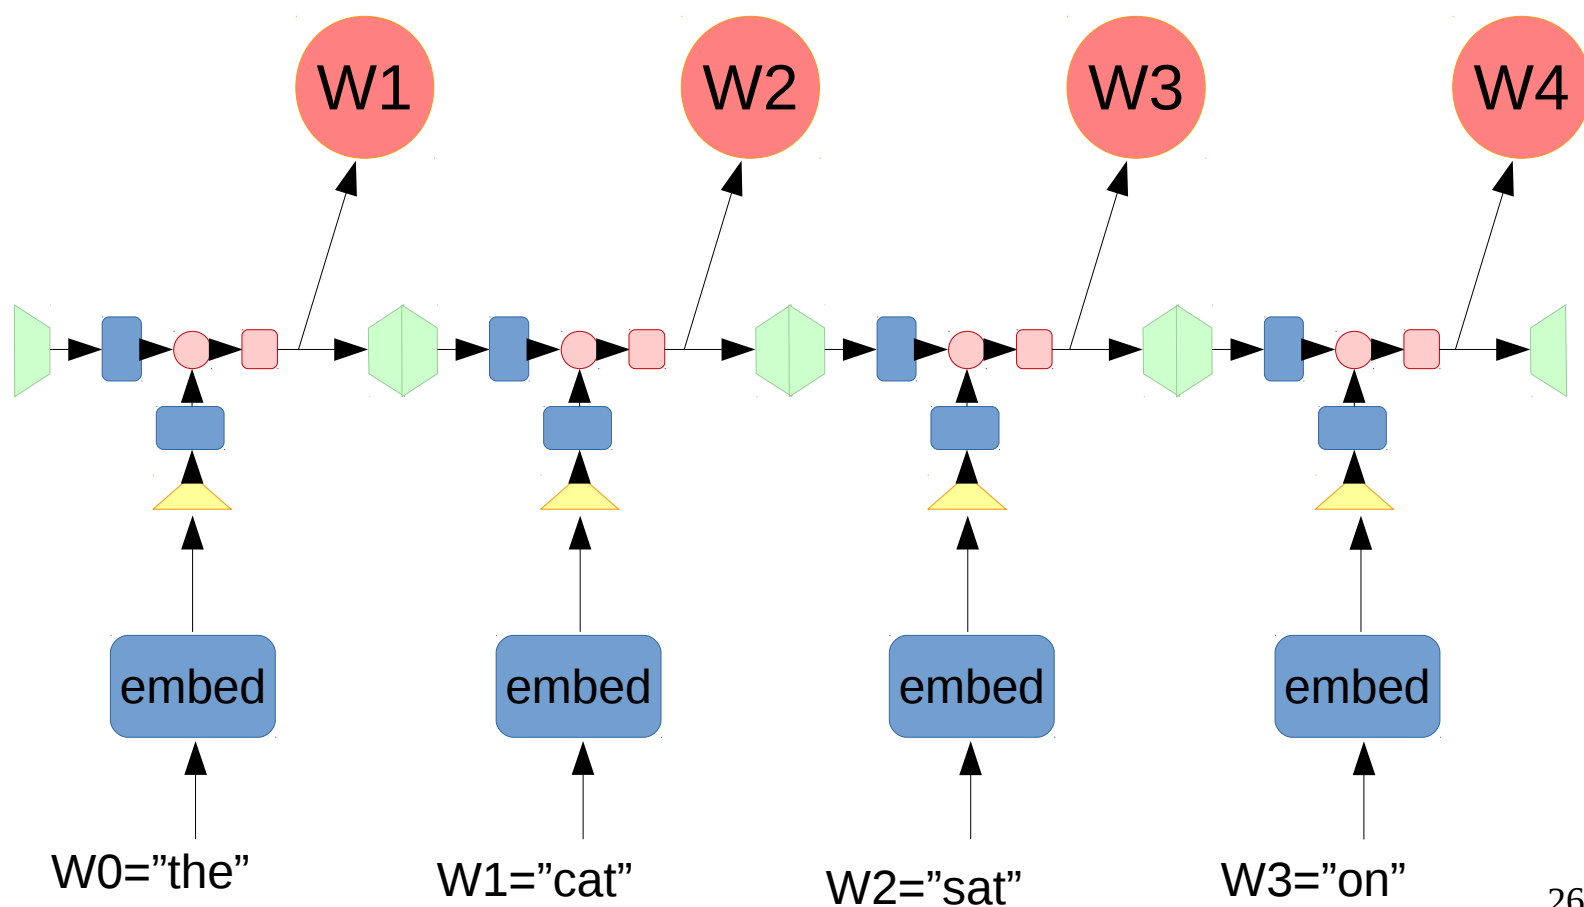 W1 W2 W3 W4
embed embed embed embed
W0=”the” W1=”cat” W2=”sat” W3=”on”
26